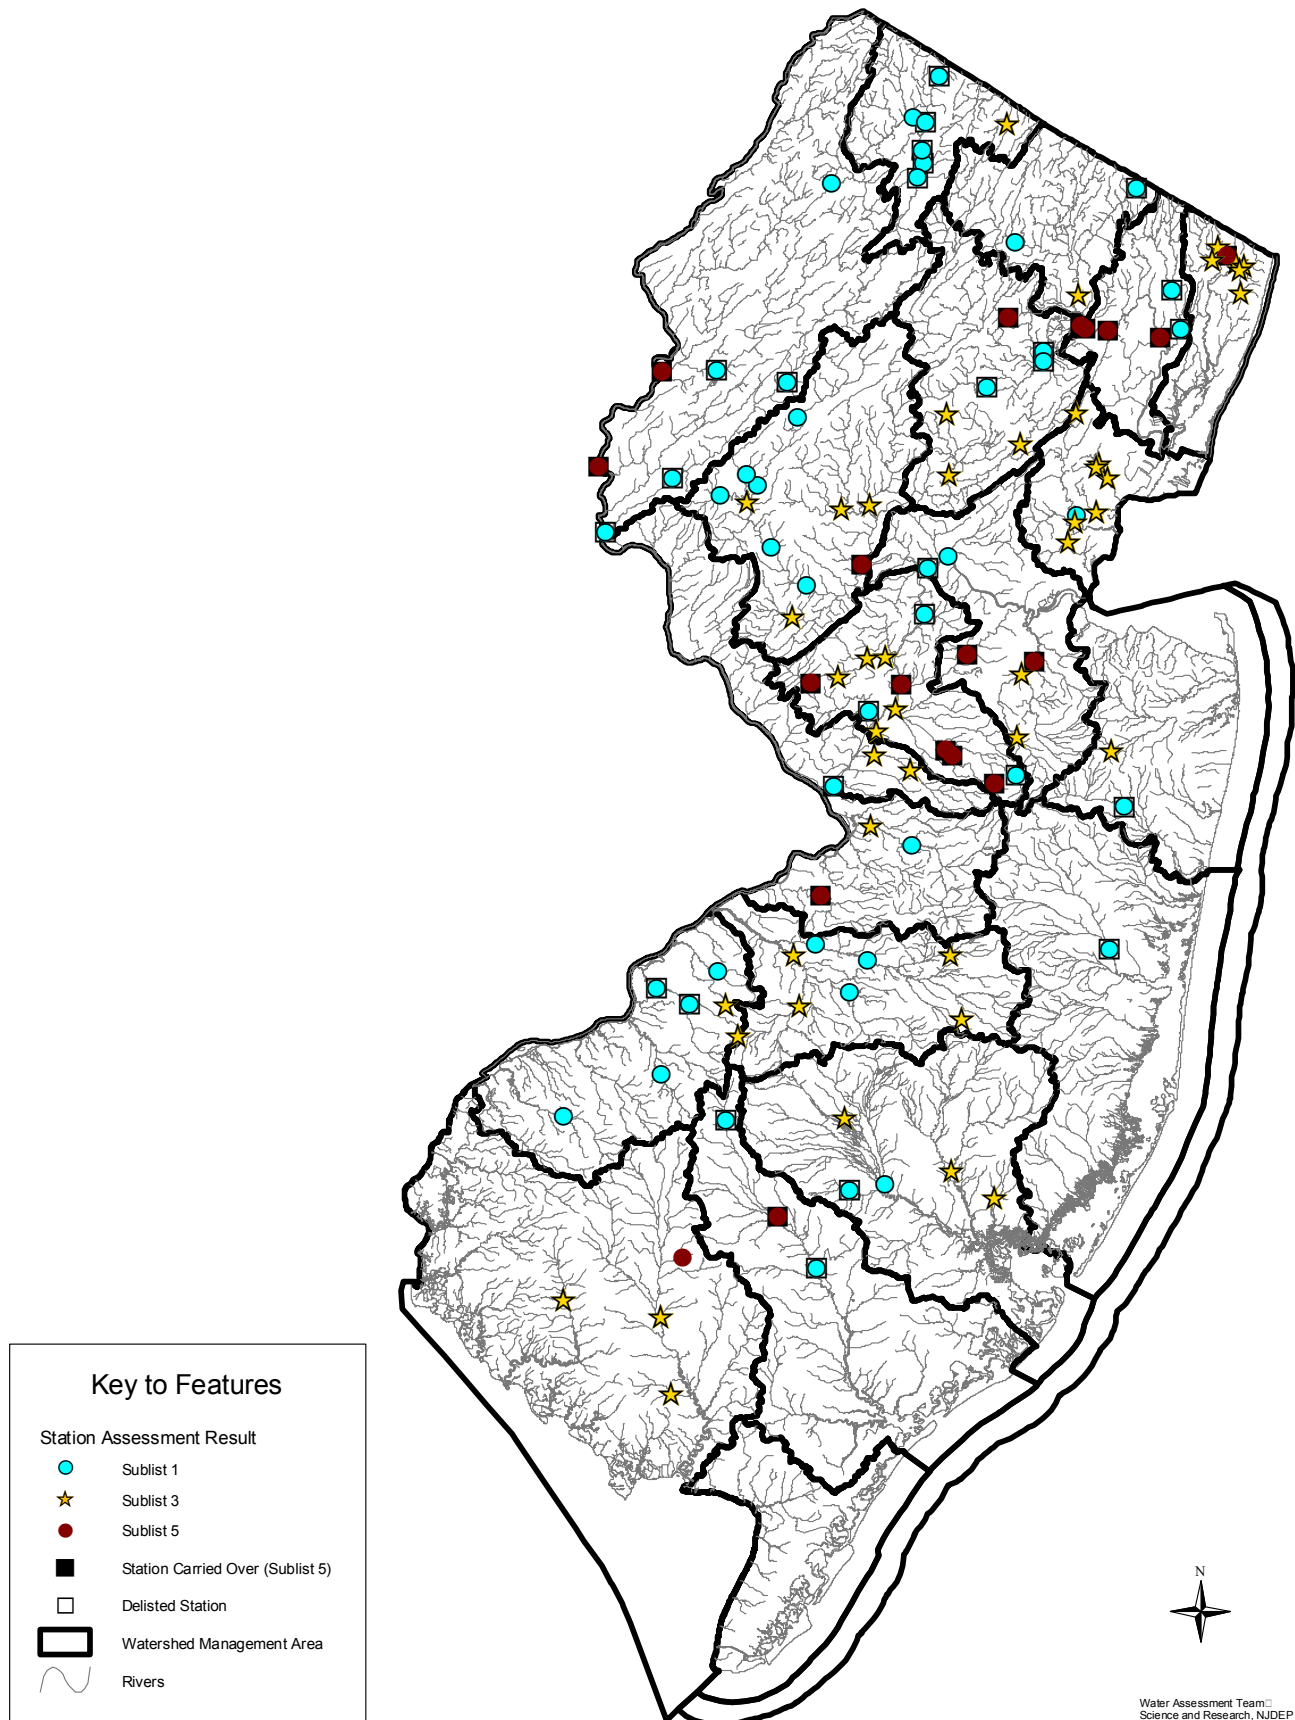 Key to Features
Station Assessment Result
Sublist 1
Sublist 3
Sublist 5
Station Carried Over (Sublist 5)
Delisted Station
Watershed Management Area
Rivers
N
Water Assessment Team□
Science and Research, NJDEP